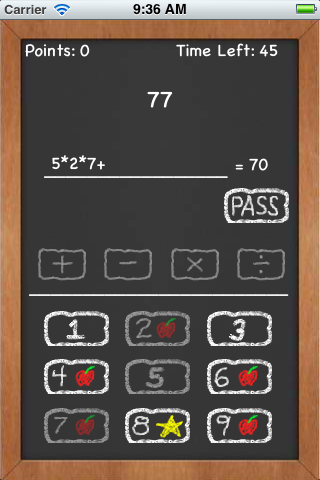 Carrier 9:36 AM
Points: 0 Time Left: 45
77
5*2*7+ = 70
PASS
+ − × ÷
1 2 3
4 5 6
7 8 9